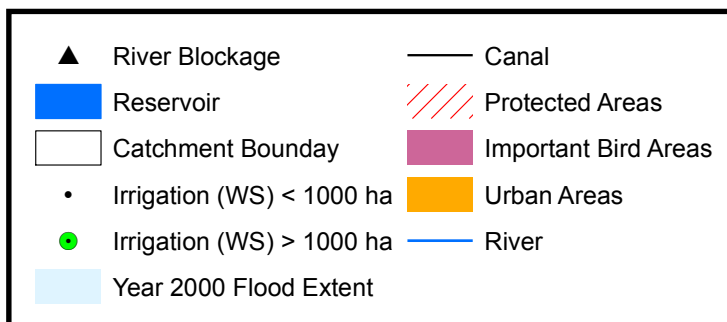 River Blockage
Reservoir
Catchment Bounday
Irrigation (WS) < 1000 ha
Irrigation (WS) > 1000 ha
Year 2000 Flood Extent
Canal
Protected Areas
Important Bird Areas
Urban Areas
River